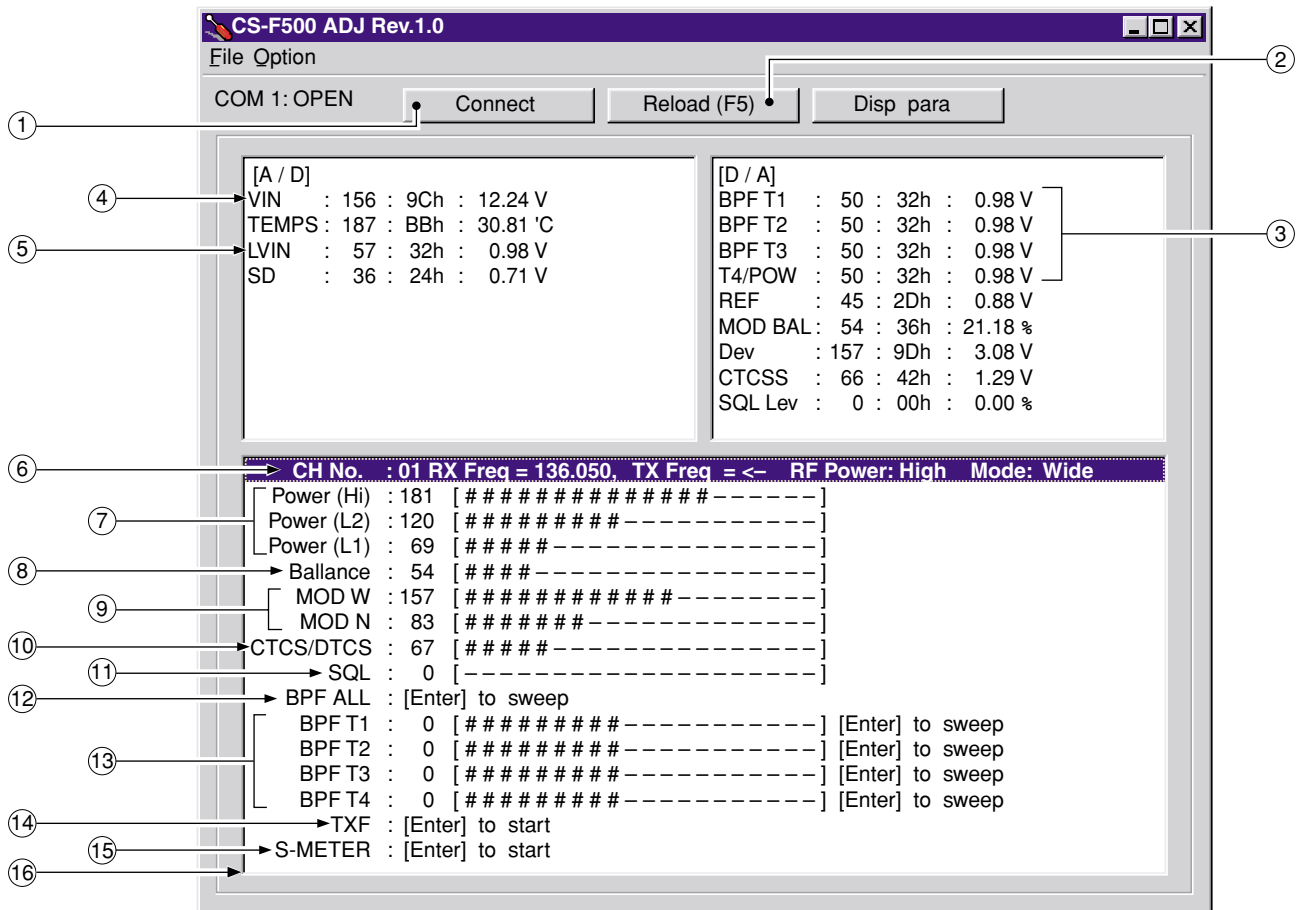 CS-F500 ADJ Rev.1.0
File Option
2
COM 1: OPEN Connect Reload (F5) Disp para
1
[A / D]
4 VIN : 156 : 9Ch : 12.24 V
TEMPS : 187 : BBh : 30.81 'C
5 LVIN : 57 : 32h : 0.98 V
SD : 36 : 24h : 0.71 V
[D / A]
BPF T1 : 50 : 32h : 0.98 V
BPF T2 : 50 : 32h : 0.98 V
BPF T3 : 50 : 32h : 0.98 V
T4/POW : 50 : 32h : 0.98 V
3
REF : 45 : 2Dh : 0.88 V
MOD BAL : 54 : 36h : 21.18 %
Dev : 157 : 9Dh : 3.08 V
CTCSS : 66 : 42h : 1.29 V
SQL Lev : 0 : 00h : 0.00 %
6 CH No. : 01 RX Freq = 136.050, TX Freq = <– RF Power: High Mode: Wide
Power (Hi) : 181 [ # # # # # # # # # # # # # # – – – – – – ]
7 Power (L2) : 120 [ # # # # # # # # # – – – – – – – – – – – ]
Power (L1) : 69 [ # # # # # – – – – – – – – – – – – – – – ]
8 Ballance : 54 [ # # # # – – – – – – – – – – – – – – – – ]
9 MOD W : 157 [ # # # # # # # # # # # # – – – – – – – – ]
MOD N : 83 [ # # # # # # # – – – – – – – – – – – – – ]
10 CTCS/DTCS : 67 [ # # # # # – – – – – – – – – – – – – – – ]
11 SQL : 0 [ – – – – – – – – – – – – – – – – – – – – ]
12 BPF ALL : [Enter] to sweep
BPF T1 : 0 [ # # # # # # # # # – – – – – – – – – – – ] [Enter] to sweep
BPF T2 : 0 [ # # # # # # # # # – – – – – – – – – – – ] [Enter] to sweep
13 BPF T3 : 0 [ # # # # # # # # # – – – – – – – – – – – ] [Enter] to sweep
BPF T4 : 0 [ # # # # # # # # # – – – – – – – – – – – ] [Enter] to sweep
14 TXF : [Enter] to start
15 S-METER : [Enter] to start
16